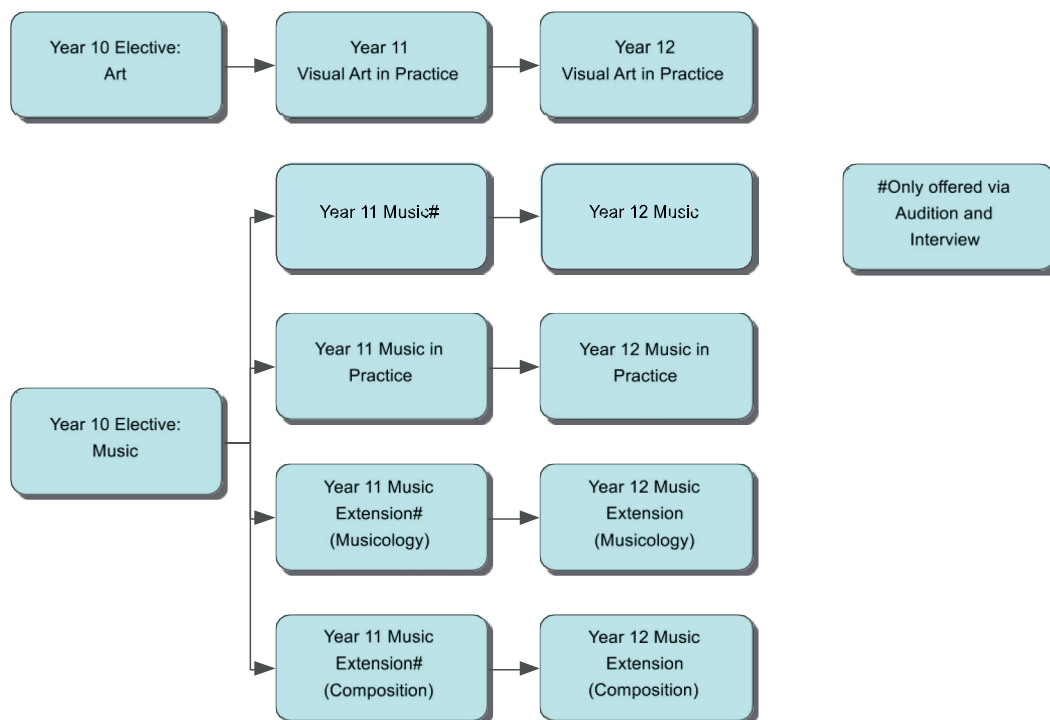 Year 10 Elective:
Art
Year 11
Visual Art in Practice
Year 12
Visual Art in Practice
Year 11 Music#
Year 12 Music
#Only offered via
Audition and
Interview
Year 11 Music in
Practice
Year 12 Music in
Practice
Year 10 Elective:
Music
Year 11 Music
Extension#
(Musicology)
Year 12 Music
Extension
(Musicology)
Year 11 Music
Extension#
(Composition)
Year 12 Music
Extension
(Composition)